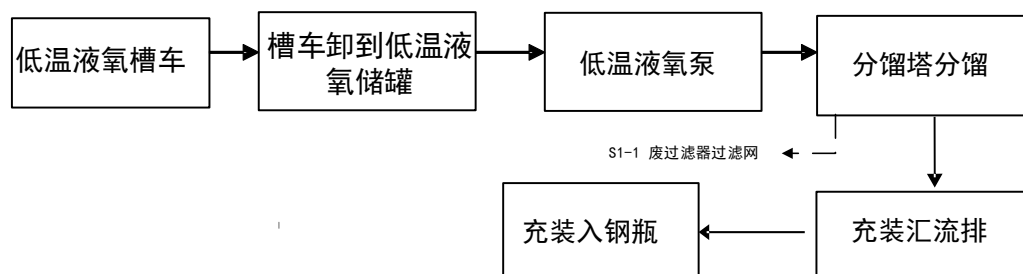 低温液氧槽车
槽车卸到低温液
氧储罐
低温液氧泵
分馏塔分馏
S1-1 废过滤器过滤网
充装入钢瓶
充装汇流排